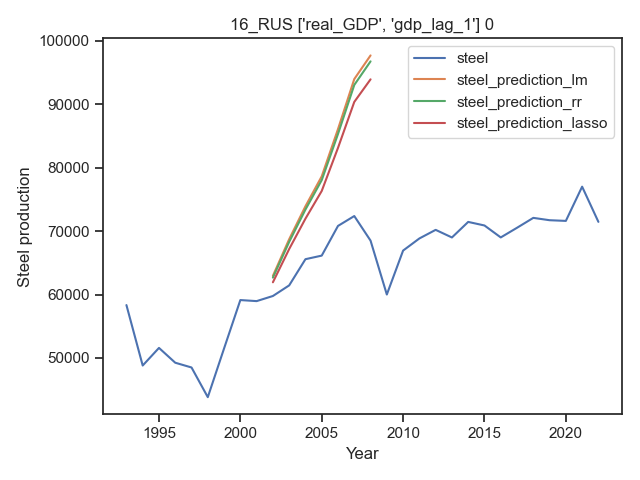 16_RUS ['real_GDP', 'gdp_lag_1'] 0
100000
90000
80000
70000
60000
50000
Steel production
steel
steel_prediction_lm
steel_prediction_rr
steel_prediction_lasso
1995
2000
2005
2010
2015
2020
Year